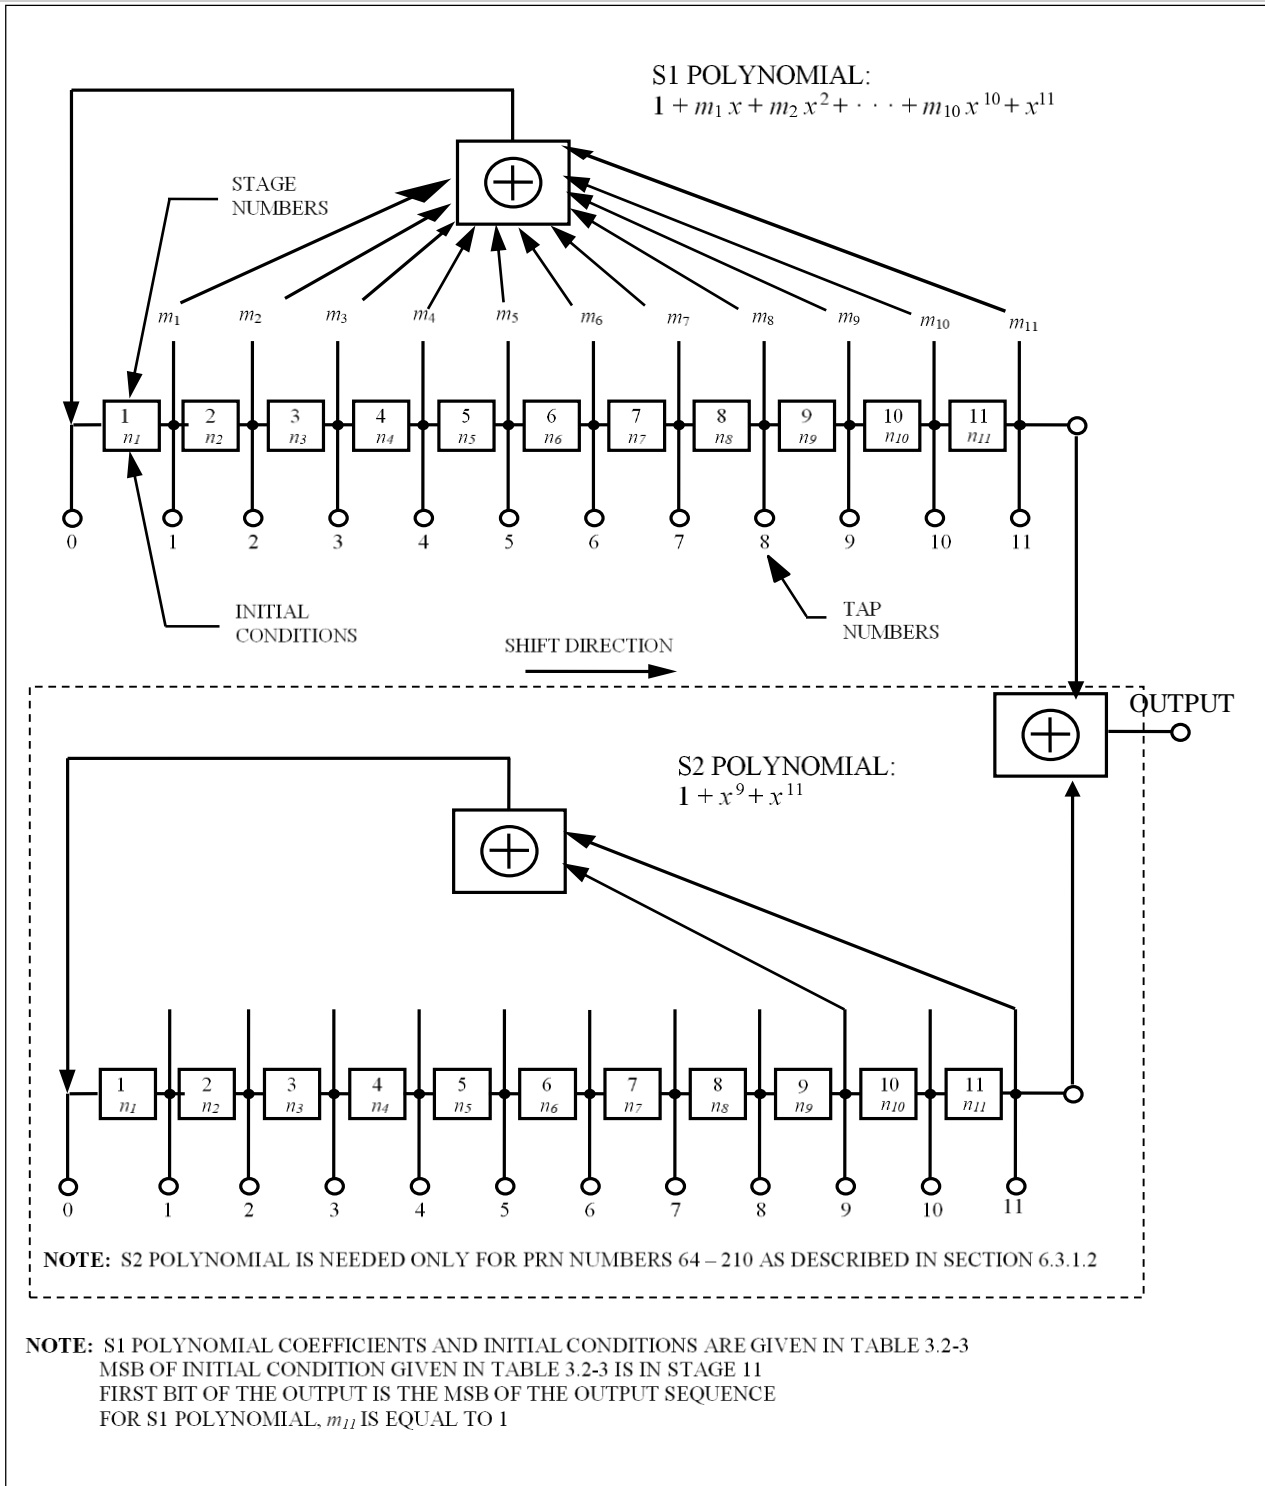 S1 POLYNOMIAL:
1 + m₁ x + m₂ x² + · · · + m₁₀ x¹⁰ + x¹¹
STAGE
NUMBERS
m₁ m₂ m₃ m₄ m₅ m₆ m₇ m₈ m₉ m₁₀ m₁₁
1 2 3 4 5 6 7 8 9 10 11
n₁ n₂ n₃ n₄ n₅ n₆ n₇ n₈ n₉ n₁₀ n₁₁
0 1 2 3 4 5 6 7 8 9 10 11
INITIAL
CONDITIONS
TAP
NUMBERS
SHIFT DIRECTION
OUTPUT
S2 POLYNOMIAL:
1 + x⁹ + x¹¹
1 2 3 4 5 6 7 8 9 10 11
n₁ n₂ n₃ n₄ n₅ n₆ n₇ n₈ n₉ n₁₀ n₁₁
0 1 2 3 4 5 6 7 8 9 10 11
NOTE: S2 POLYNOMIAL IS NEEDED ONLY FOR PRN NUMBERS 64 – 210 AS DESCRIBED IN SECTION 6.3.1.2
NOTE: S1 POLYNOMIAL COEFFICIENTS AND INITIAL CONDITIONS ARE GIVEN IN TABLE 3.2-3
MSB OF INITIAL CONDITION GIVEN IN TABLE 3.2-3 IS IN STAGE 11
FIRST BIT OF THE OUTPUT IS THE MSB OF THE OUTPUT SEQUENCE
FOR S1 POLYNOMIAL, m₁₁ IS EQUAL TO 1